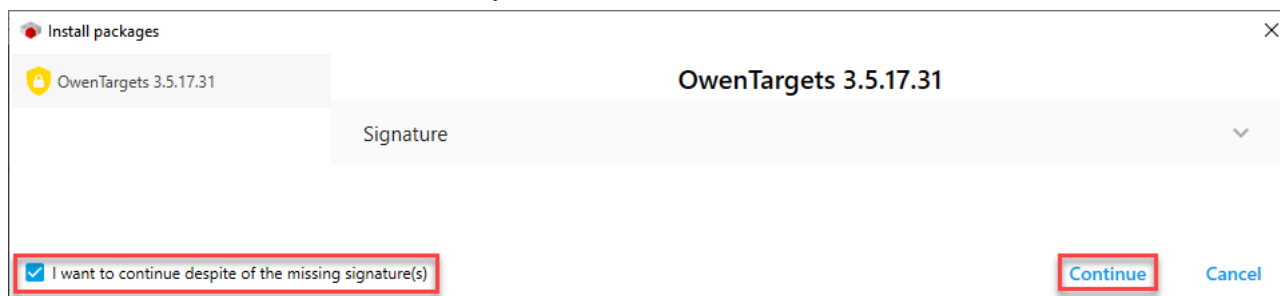 Install packages
OwenTargets 3.5.17.31
OwenTargets 3.5.17.31
Signature
I want to continue despite of the missing signature(s)
Continue
Cancel